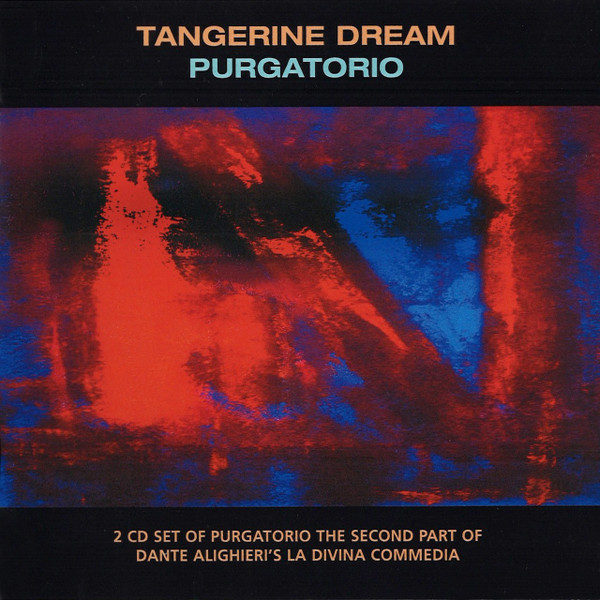 TANGERINE DREAM
PURGATORIO
2 CD SET OF PURGATORIO THE SECOND PART OF
DANTE ALIGHIERI'S LA DIVINA COMMEDIA